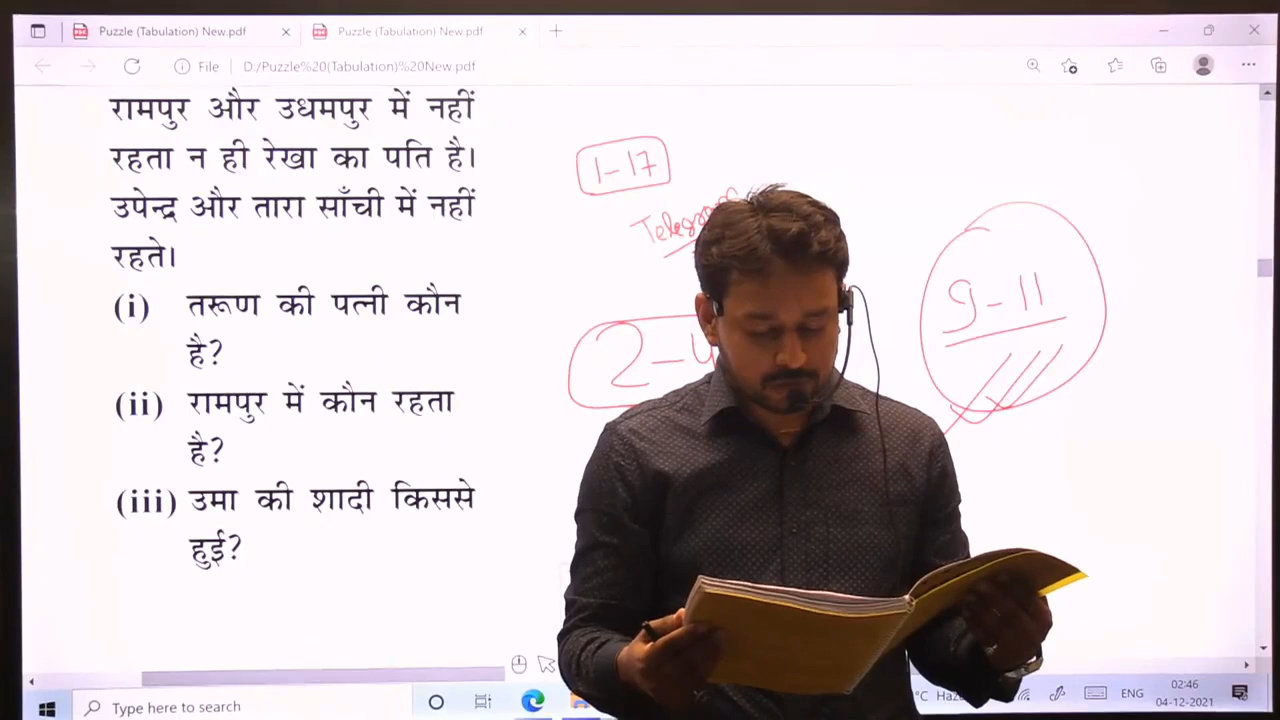 Puzzle (Tabulation) New.pdf
Puzzle (Tabulation) New.pdf
File
D:/Puzzle%20(Tabulation)%20New.pdf
रामपुर और उधमपुर में नहीं
रहता न ही रेखा का पति है।
उपेन्द्र और तारा साँची में नहीं
रहते।
(i) तरूण की पत्नी कौन
है?
(ii) रामपुर में कौन रहता
है?
(iii) उमा की शादी किससे
हुई?
1-17
2-4
9-11
Type here to search
°C
ENG
02:46
04-12-2021